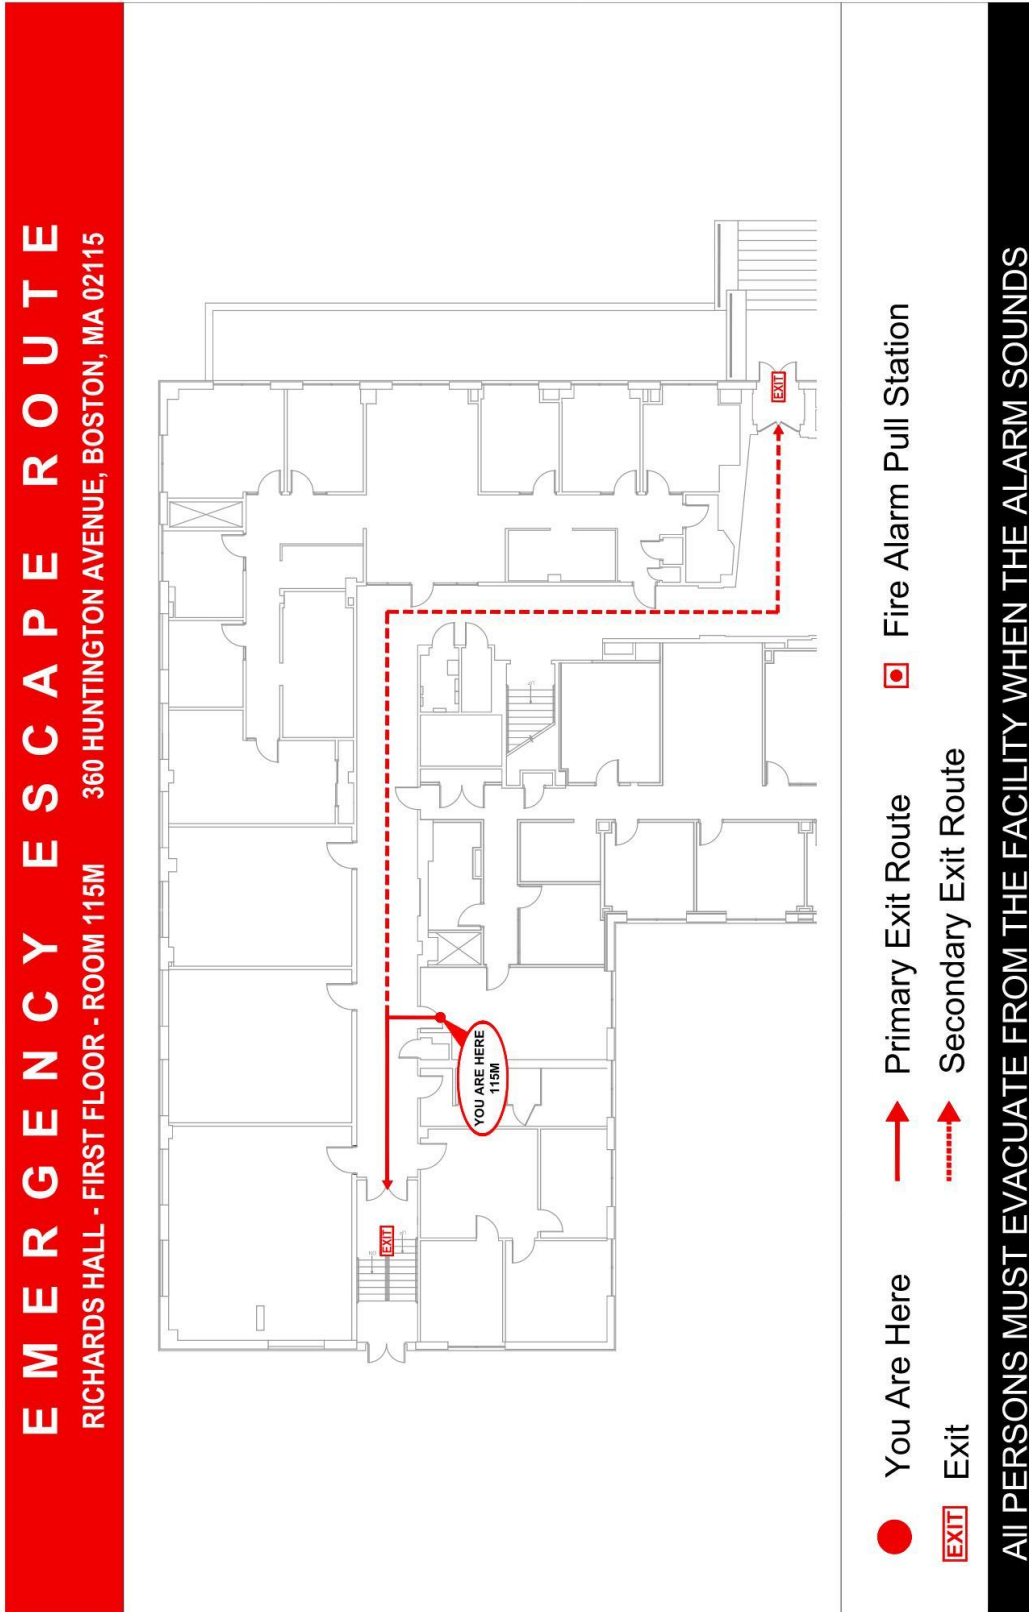 EMERGENCY ESCAPE ROUTE
RICHARDS HALL - FIRST FLOOR - ROOM 115M 360 HUNTINGTON AVENUE, BOSTON, MA 02115
EXIT
YOU ARE HERE
115M
EXIT
You Are Here
Primary Exit Route
Fire Alarm Pull Station
EXIT
Exit
Secondary Exit Route
All PERSONS MUST EVACUATE FROM THE FACILITY WHEN THE ALARM SOUNDS